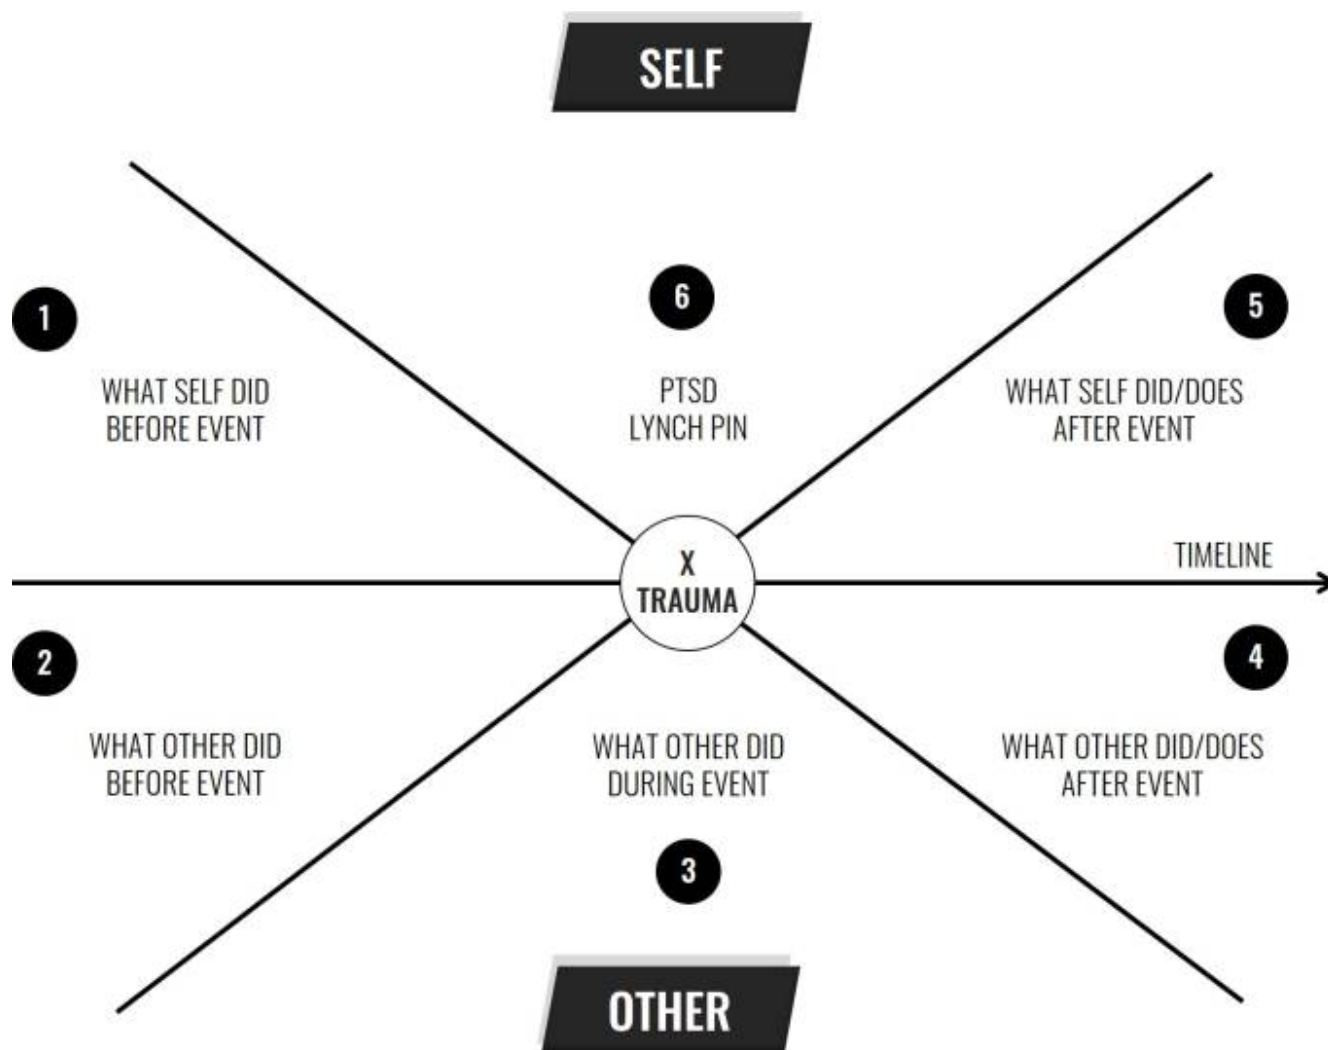 SELF
1
6
5
WHAT SELF DID
BEFORE EVENT
PTSD
LYNCH PIN
WHAT SELF DID/DOES
AFTER EVENT
X
TRAUMA
TIMELINE
2
4
WHAT OTHER DID
BEFORE EVENT
WHAT OTHER DID
DURING EVENT
WHAT OTHER DID/DOES
AFTER EVENT
3
OTHER